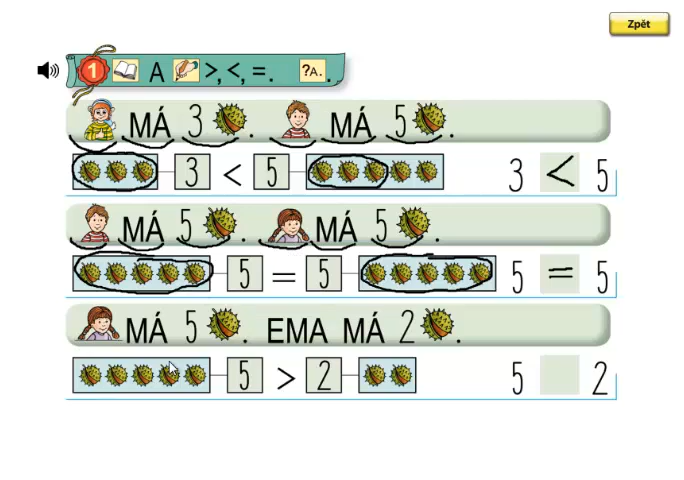 Zpět
1 A >, <, =. ?A. .
MÁ 3 . MÁ 5 .
3 < 5 3 < 5
MÁ 5 . MÁ 5 .
5 = 5 5 = 5
MÁ 5 . EMA MÁ 2 .
5 > 2 5 2